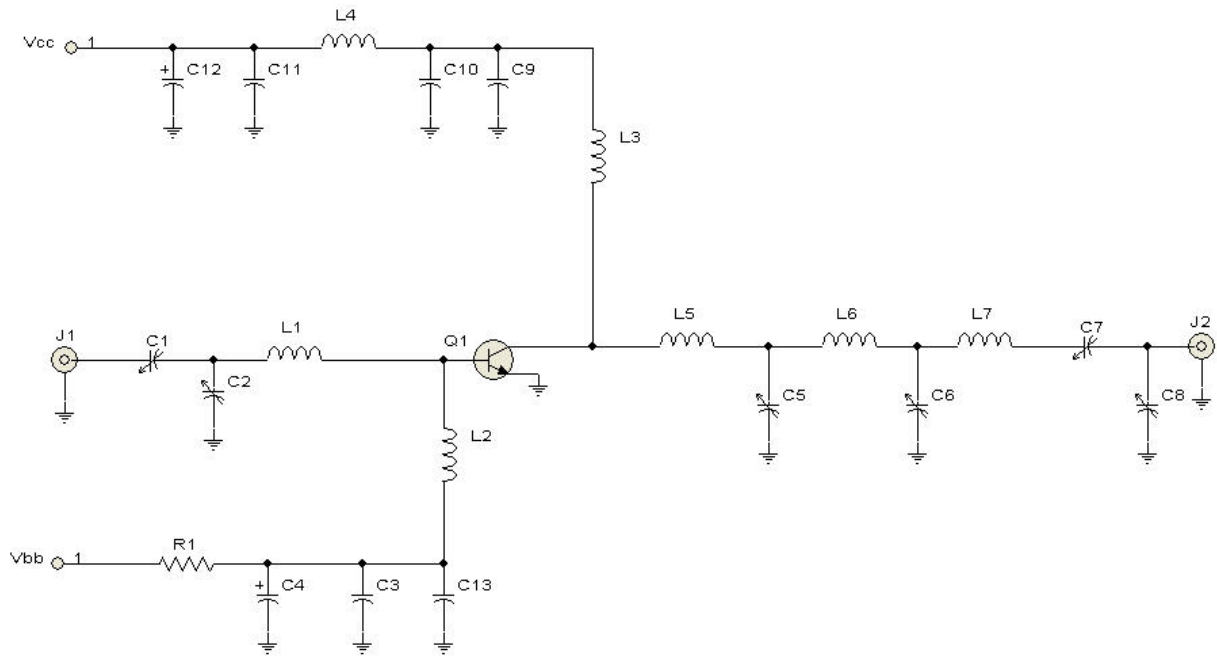 L4
Vcc 1
+ C12 C11 C10 C9
L3
J1 C1 L1 Q1 L5 L6 L7 C7 J2
C2 C5 C6 C8
L2
Vbb 1 R1
+ C4 C3 C13